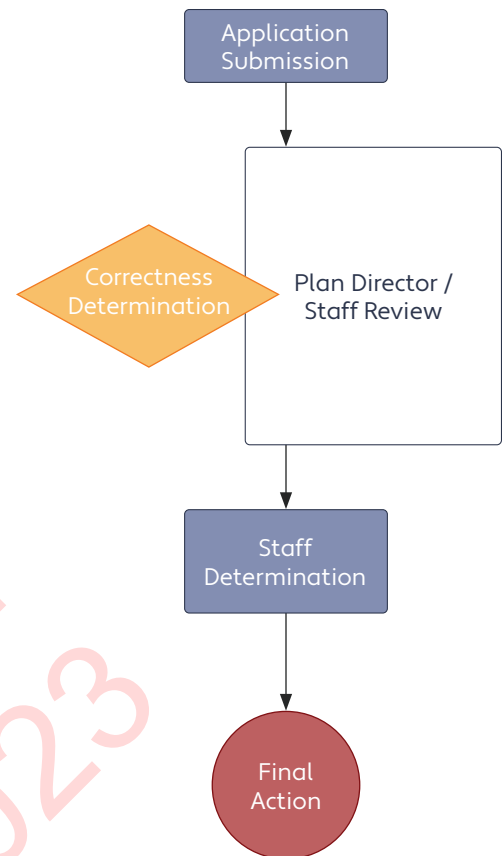 Application
Submission
Correctness
Determination
Plan Director /
Staff Review
Staff
Determination
Final
Action